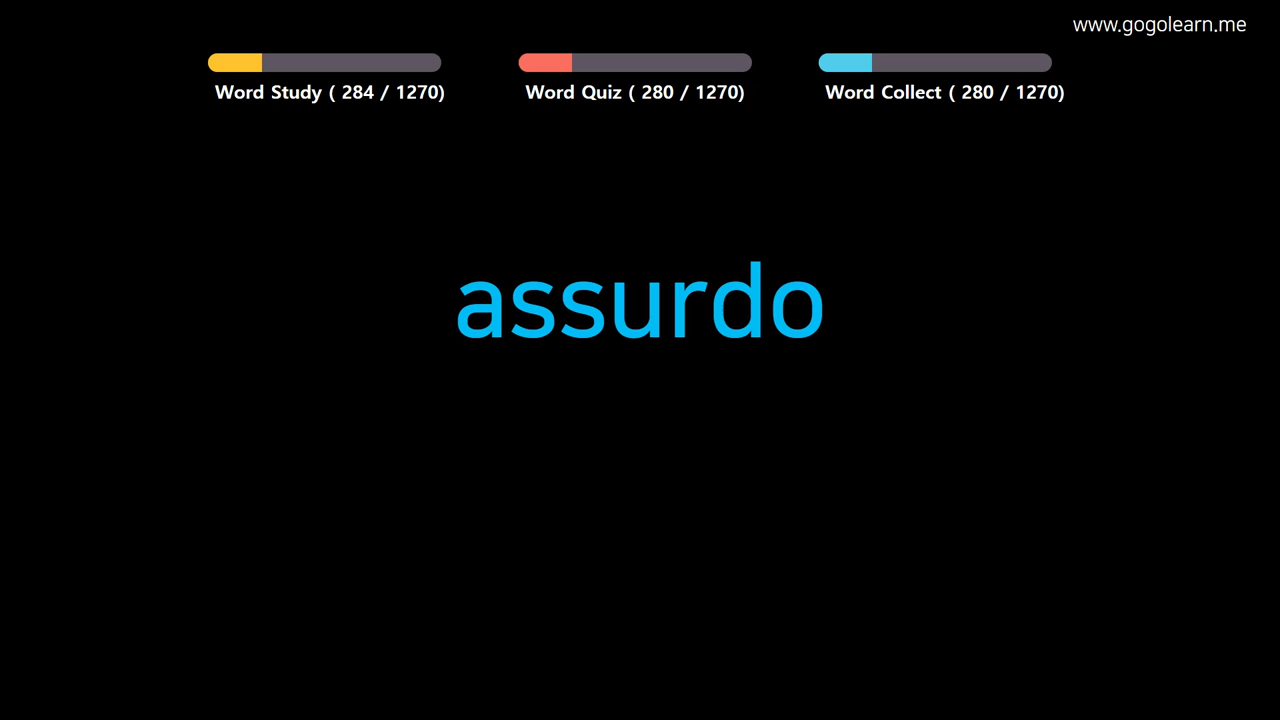 www.gogolearn.me
Word Study ( 284 / 1270)
Word Quiz ( 280 / 1270)
Word Collect ( 280 / 1270)
assurdo